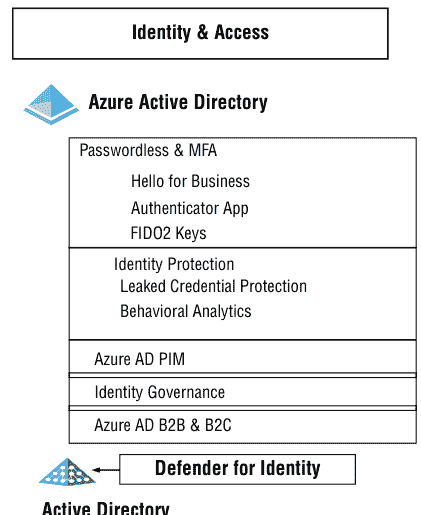 Identity & Access
Azure Active Directory
Passwordless & MFA
Hello for Business
Authenticator App
FIDO2 Keys
Identity Protection
Leaked Credential Protection
Behavioral Analytics
Azure AD PIM
Identity Governance
Azure AD B2B & B2C
Defender for Identity
Active Directory